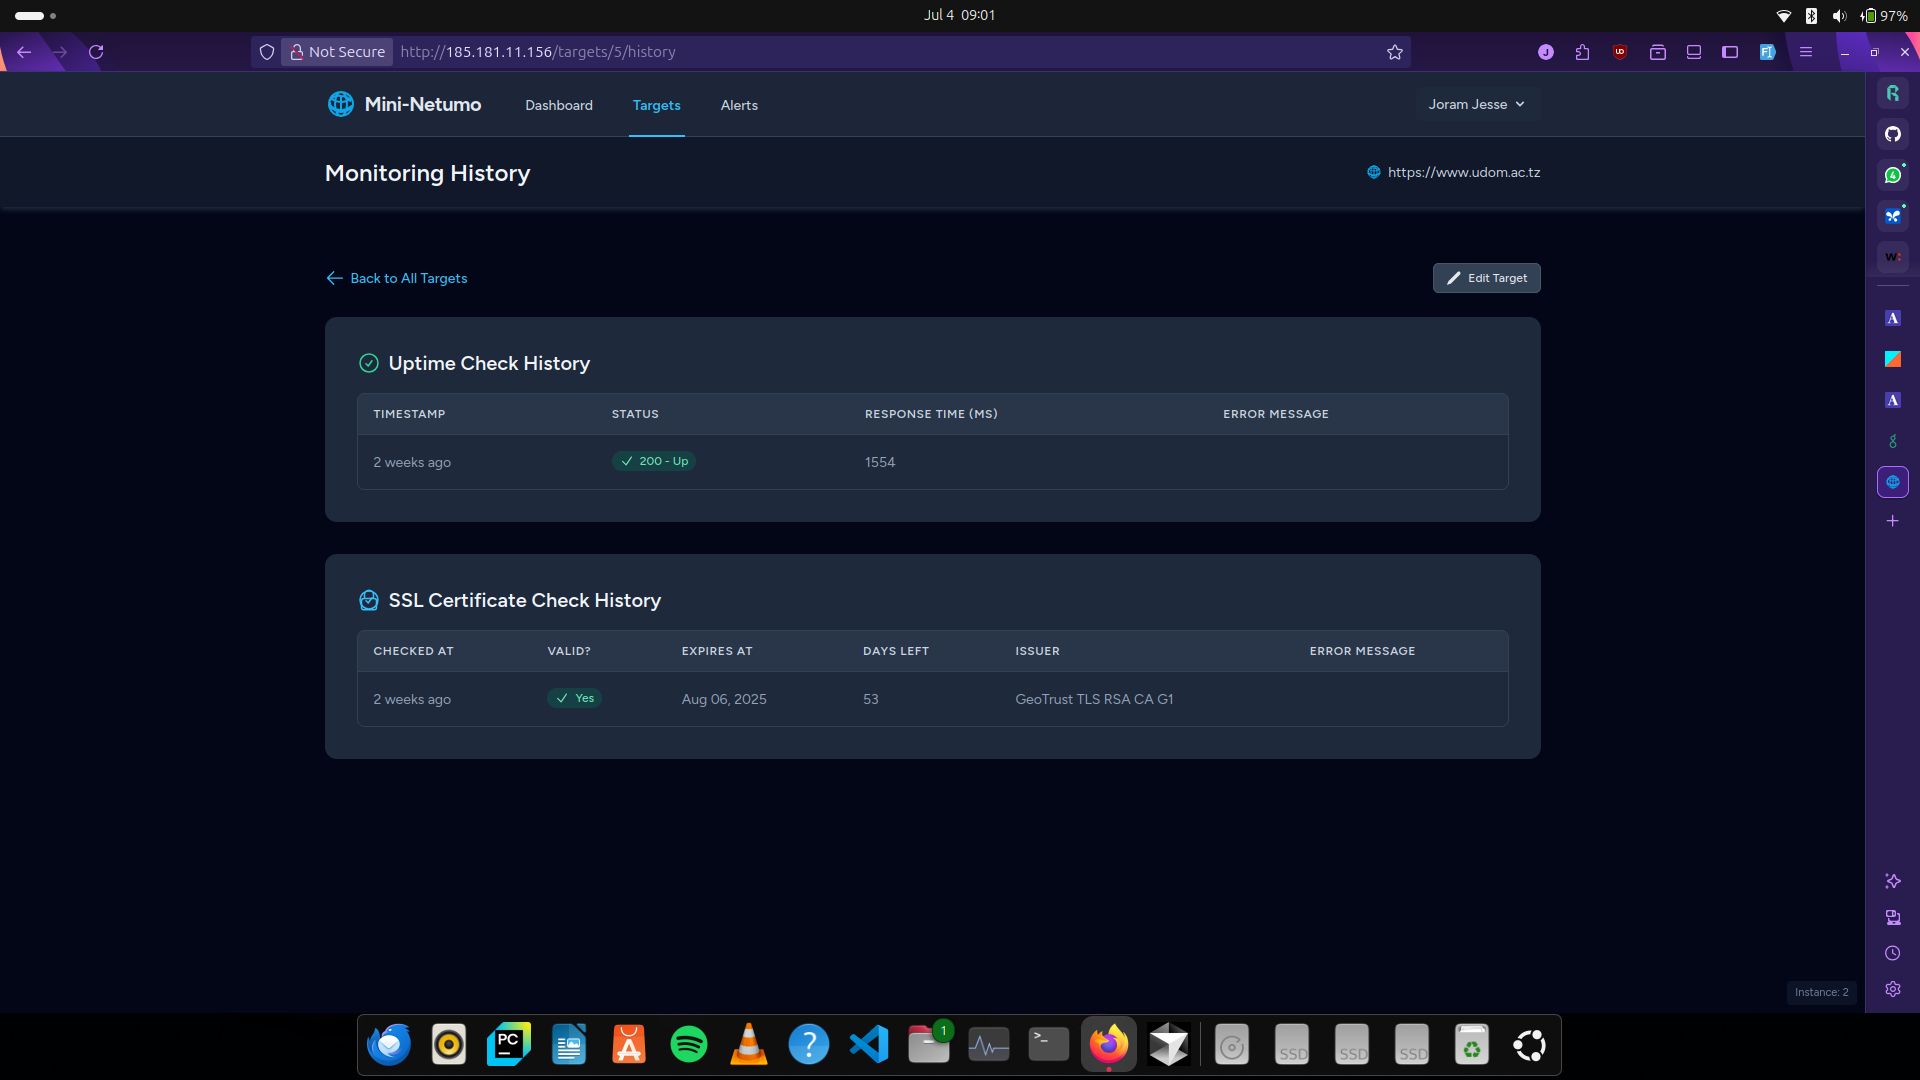 Jul 4 09:01
97%
Not Secure http://185.181.11.156/targets/5/history
Mini-Netumo Dashboard Targets Alerts Joram Jesse
Monitoring History https://www.udom.ac.tz
Back to All Targets Edit Target
Uptime Check History
TIMESTAMP STATUS RESPONSE TIME (MS) ERROR MESSAGE
2 weeks ago 200 - Up 1554
SSL Certificate Check History
CHECKED AT VALID? EXPIRES AT DAYS LEFT ISSUER ERROR MESSAGE
2 weeks ago Yes Aug 06, 2025 53 GeoTrust TLS RSA CA G1
Instance: 2
J
UD
FI
R
4
W
A
A
PC
A
?
1
>_
SSD
SSD
SSD